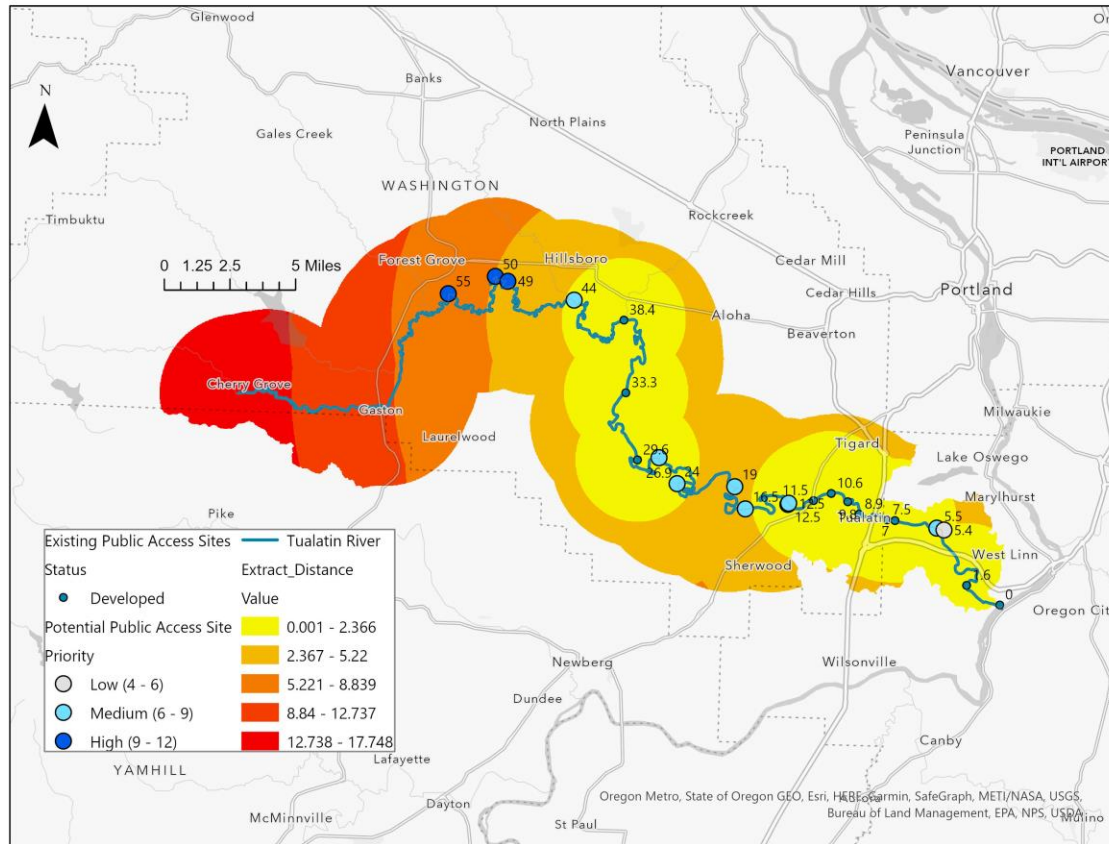 Glenwood
Vancouver
Banks
N
North Plains
Peninsula
Junction
PORTLAND
INT'L AIRPORT
Gales Creek
WASHINGTON
Timbuktu
Rockcreek
Cedar Mill
Forest Grove
Hillsboro
50
49
55
0 1.25 2.5 5 Miles
44
Cedar Hills
Portland
38.4
Aloha
Beaverton
Cherry Grove
33.3
Gaston
Milwaukie
Laurelwood
Tigard
29.6
Lake Oswego
26.9
24
19
16.5
11.5
12.5
12.5
10.6
9.8
8.9
Tualatin
7
7.5
Marylhurst
5.5
5.4
West Linn
Pike
Sherwood
1.6
0
Oregon City
Existing Public Access Sites
Status
Developed
Potential Public Access Site
Priority
Low (4 - 6)
Medium (6 - 9)
High (9 - 12)
Tualatin River
Extract_Distance
Value
0.001 - 2.366
2.367 - 5.22
5.221 - 8.839
8.84 - 12.737
12.738 - 17.748
Newberg
Wilsonville
Dundee
Canby
YAMHILL
Lafayette
Dayton
McMinnville
St Paul
Aurora
Mulino
Oregon Metro, State of Oregon GEO, Esri, HERE, Garmin, SafeGraph, METI/NASA, USGS,
Bureau of Land Management, EPA, NPS, USDA